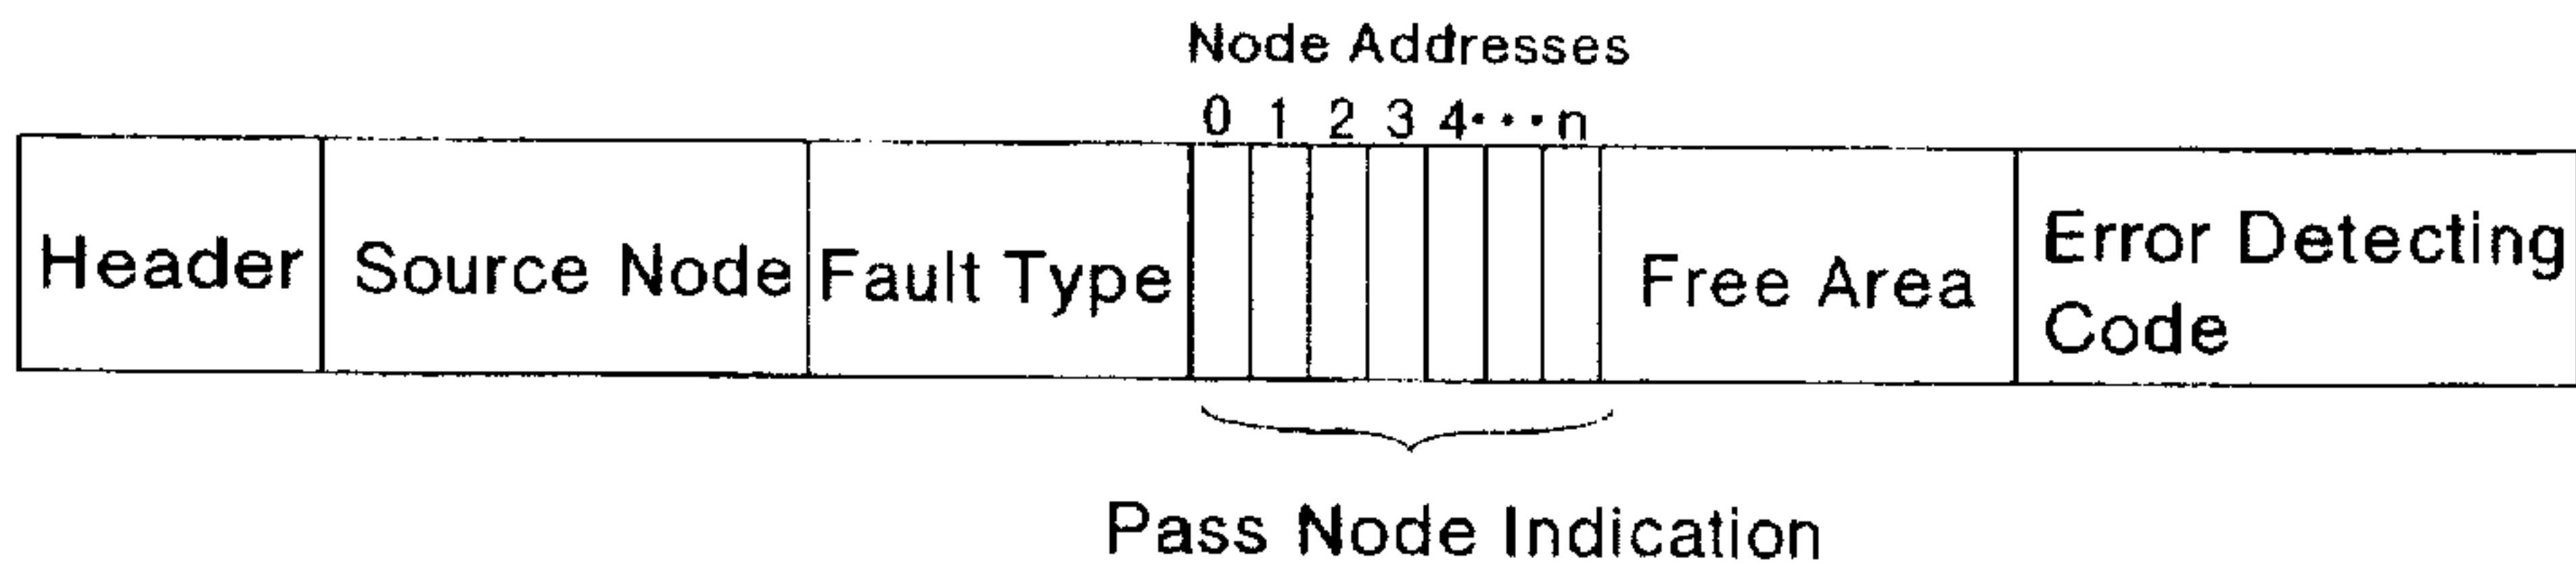 Node Addresses
0 1 2 3 4 · · · n
Header Source Node Fault Type Free Area Error Detecting
Code
Pass Node Indication